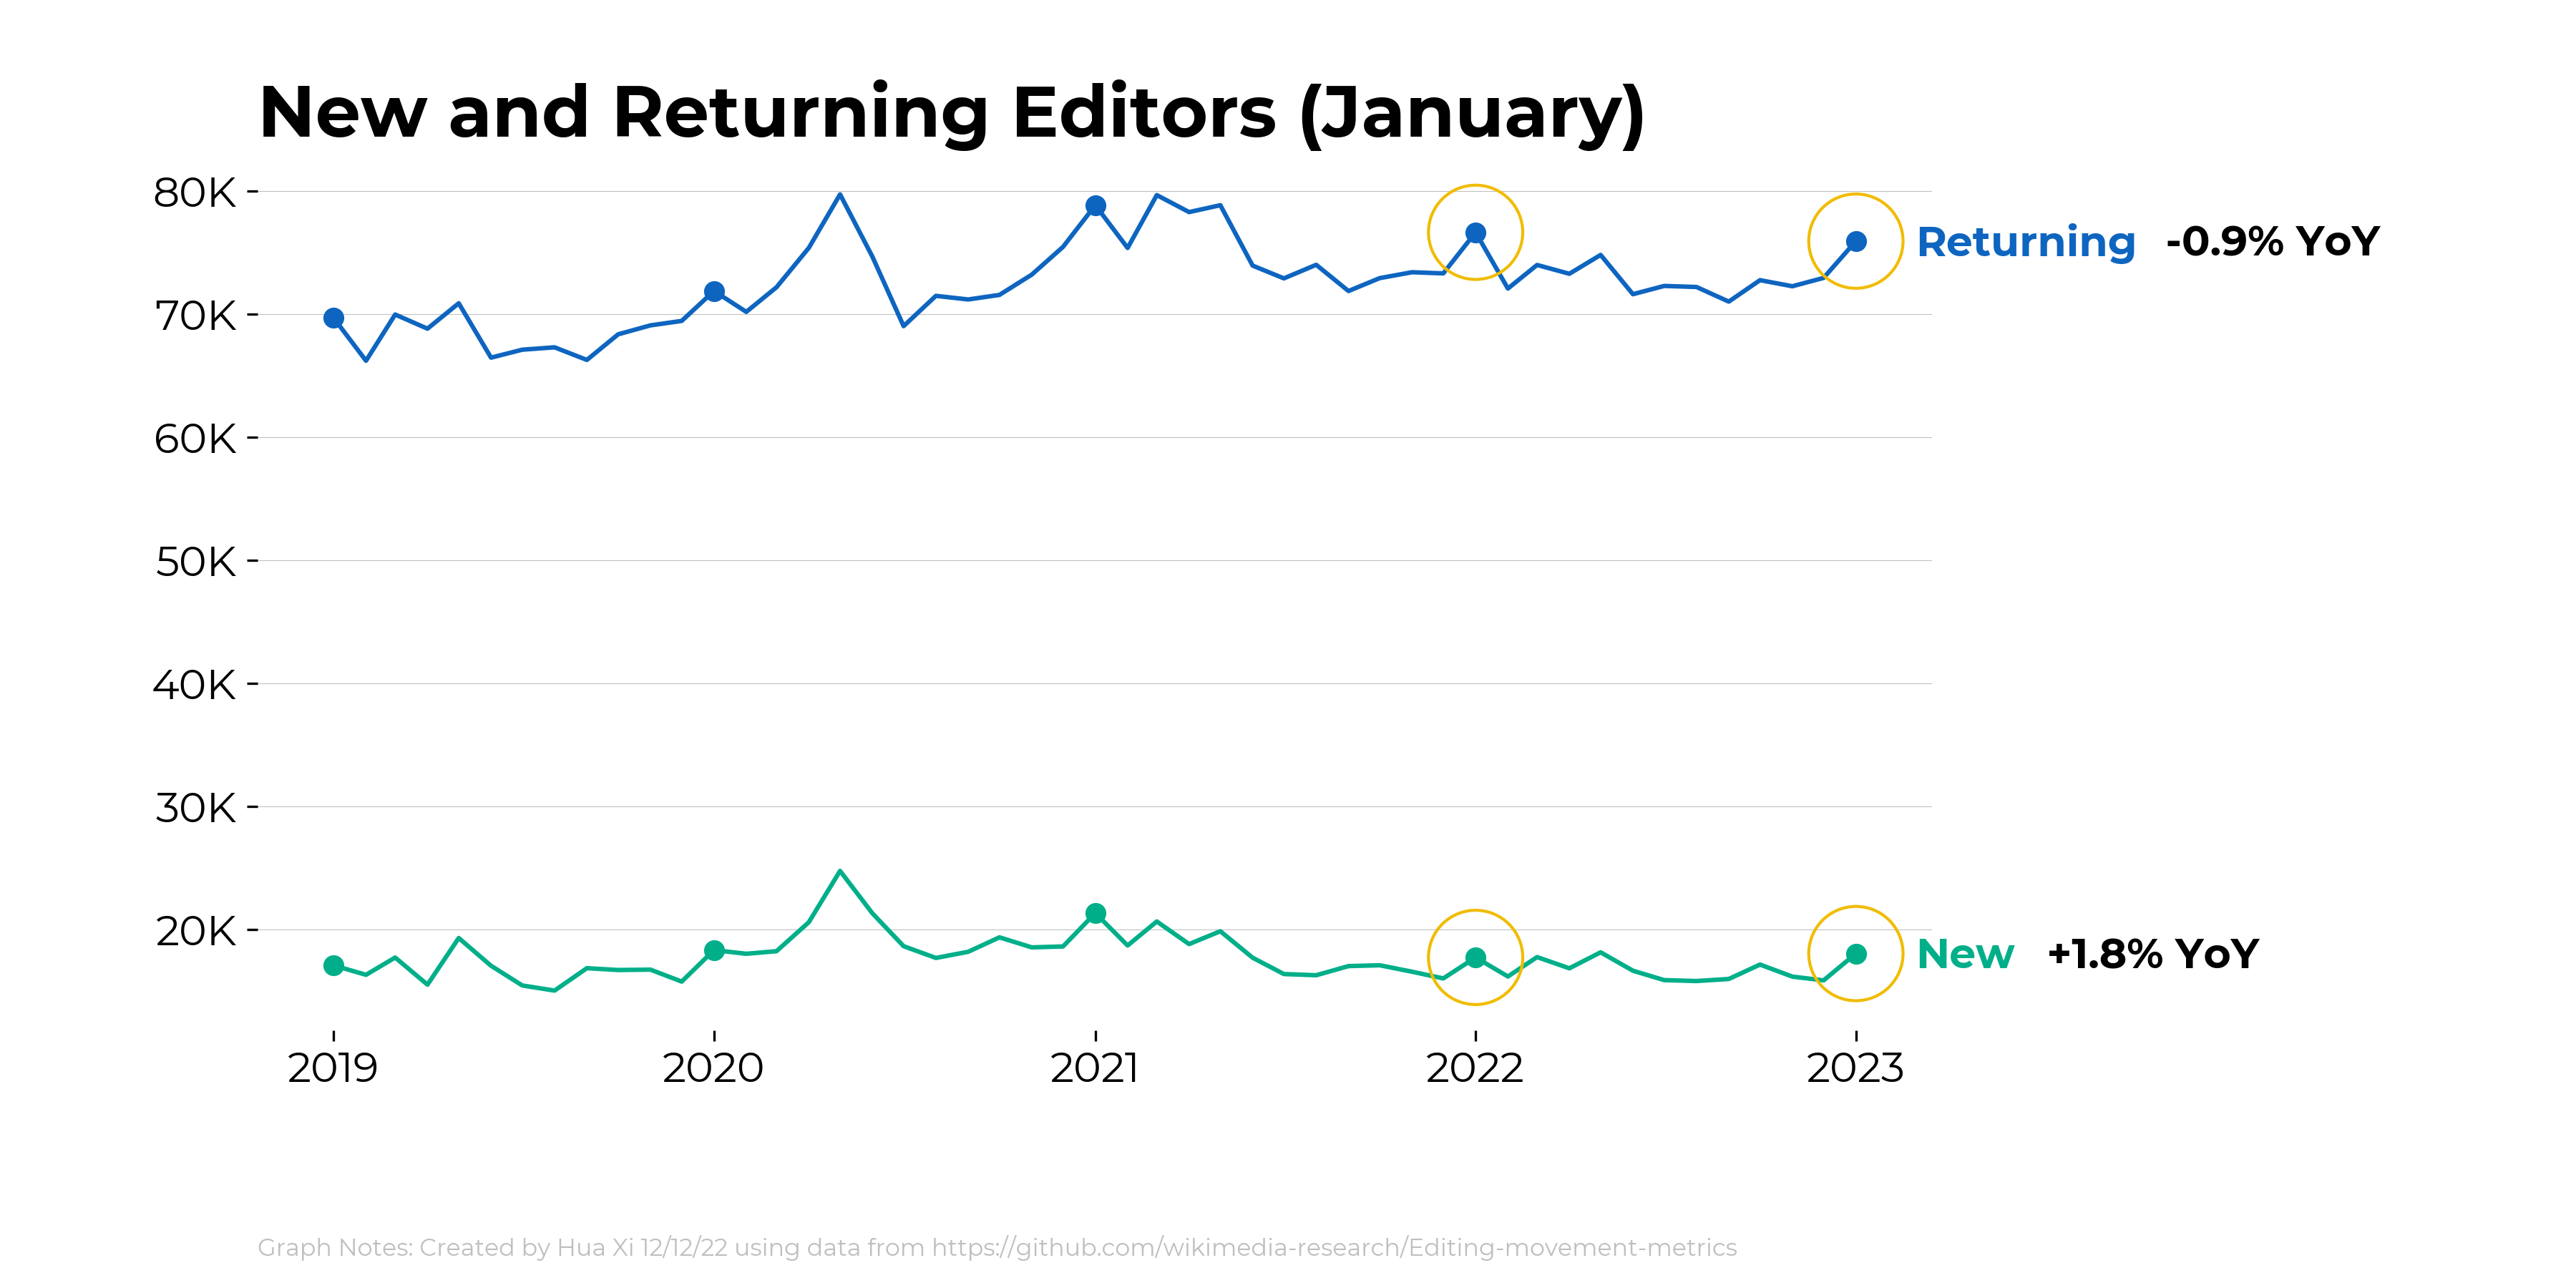 New and Returning Editors (January)
80K
70K
60K
50K
40K
30K
20K
Returning -0.9% YoY
New +1.8% YoY
2019 2020 2021 2022 2023
Graph Notes: Created by Hua Xi 12/12/22 using data from https://github.com/wikimedia-research/Editing-movement-metrics